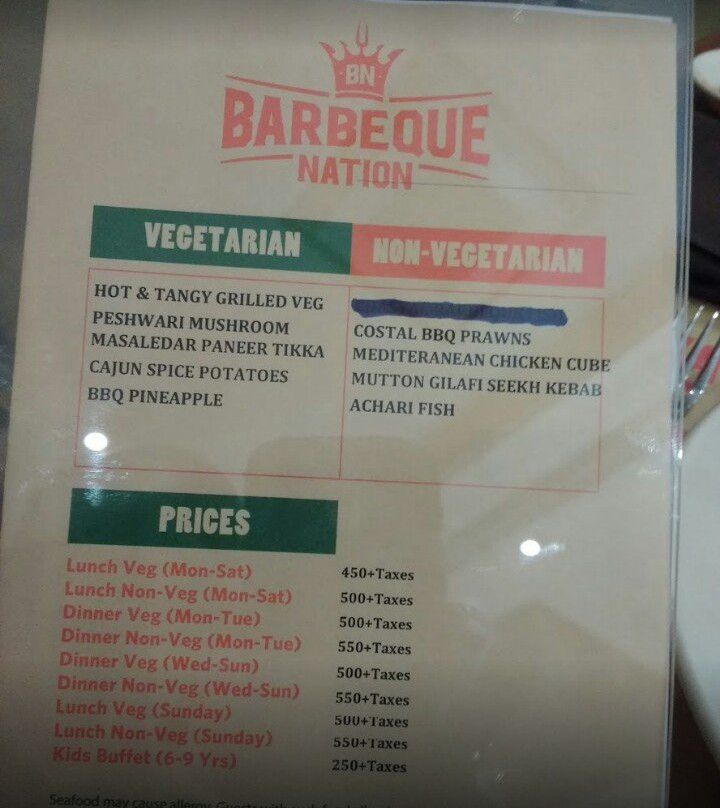 BN
BARBEQUE
NATION
VEGETARIAN
HOT & TANGY GRILLED VEG
PESHWARI MUSHROOM
MASALEDAR PANEER TIKKA
CAJUN SPICE POTATOES
BBQ PINEAPPLE
NON-VEGETARIAN
COSTAL BBQ PRAWNS
MEDITERANEAN CHICKEN CUBE
MUTTON GILAFI SEEKH KEBAB
ACHARI FISH
PRICES
Lunch Veg (Mon-Sat) 450+Taxes
Lunch Non-Veg (Mon-Sat) 500+Taxes
Dinner Veg (Mon-Tue) 500+Taxes
Dinner Non-Veg (Mon-Tue) 550+Taxes
Dinner Veg (Wed-Sun) 500+Taxes
Dinner Non-Veg (Wed-Sun) 550+Taxes
Lunch Veg (Sunday) 500+Taxes
Lunch Non-Veg (Sunday) 550+Taxes
Kids Buffet (6-9 Yrs) 250+Taxes
Seafood may cause allergy. Guests with